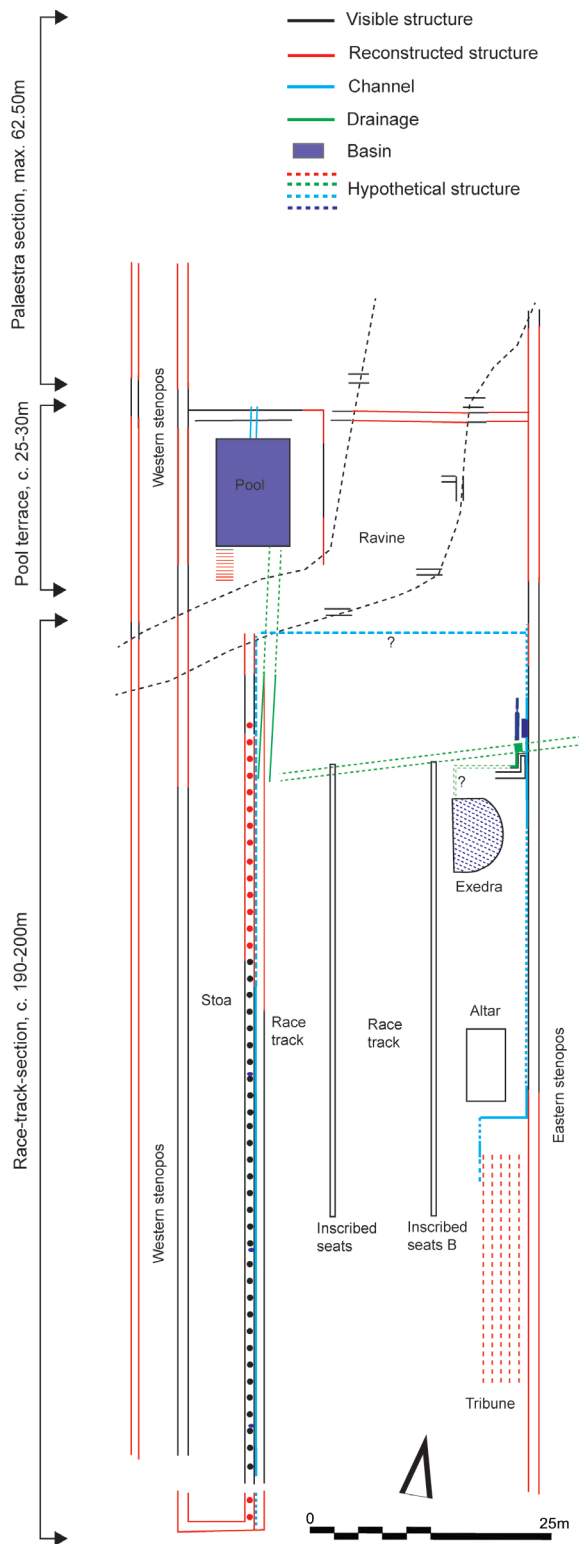 Visible structure
Reconstructed structure
Channel
Drainage
Basin
Hypothetical structure
Palaestra section, max. 62.50m
Western stenopos
Pool terrace, c. 25-30m
Pool
Ravine
?
?
Exedra
Race-track-section, c. 190-200m
Stoa
Race
track
Race
track
Altar
Eastern stenopos
Western stenopos
Inscribed
seats
Inscribed
seats B
Tribune
0
25m